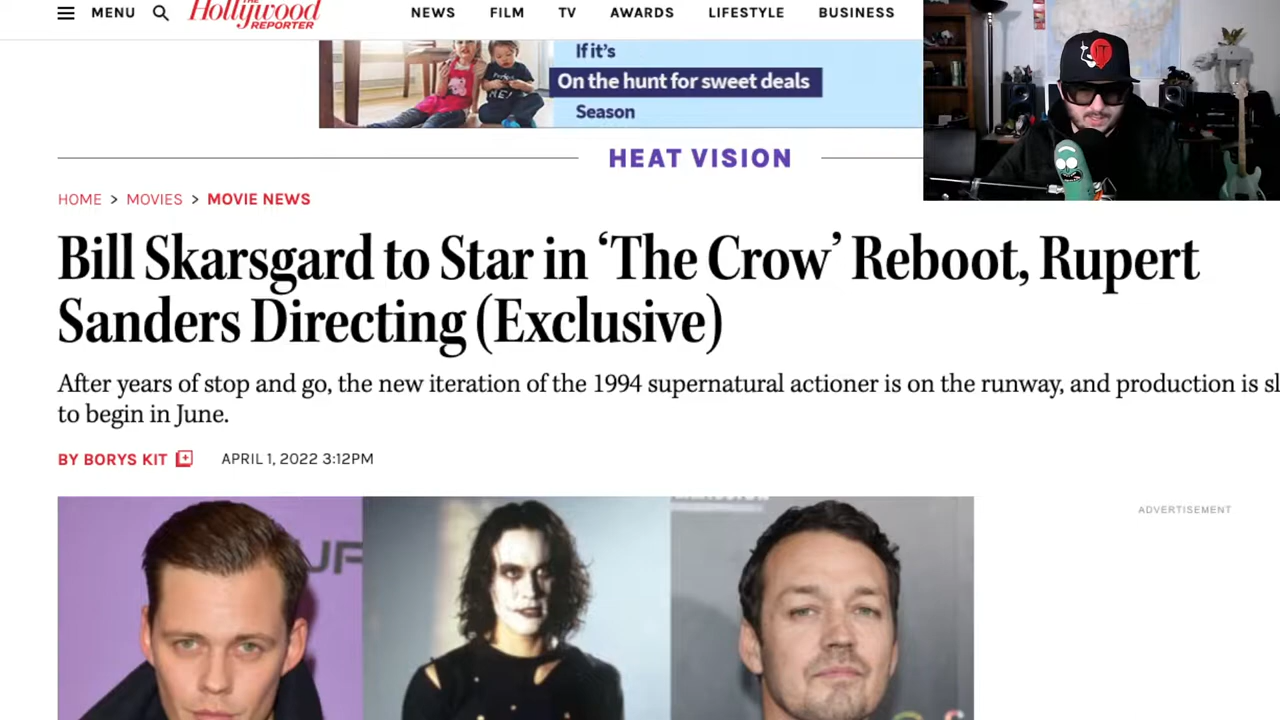 MENU
THE
Hollywood
REPORTER
NEWS
FILM
TV
AWARDS
LIFESTYLE
BUSINESS
If it's
On the hunt for sweet deals
Season
HEAT VISION
HOME > MOVIES > MOVIE NEWS
Bill Skarsgard to Star in ‘The Crow’ Reboot, Rupert
Sanders Directing (Exclusive)
After years of stop and go, the new iteration of the 1994 supernatural actioner is on the runway, and production is sl
to begin in June.
BY BORYS KIT
APRIL 1, 2022 3:12PM
ADVERTISEMENT